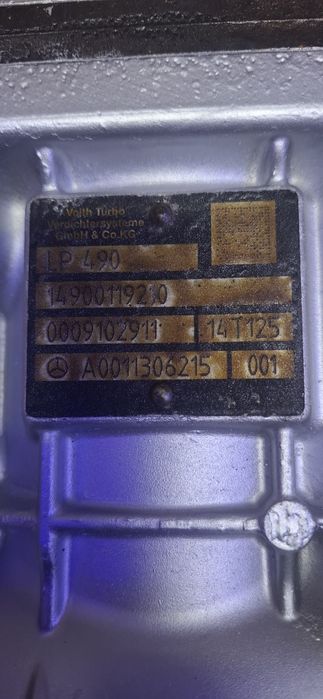 Voith Turbo
Verdichtersysteme
GmbH & Co.KG
LP 490
14900119210
0009102911 14T125
A0011306215 001